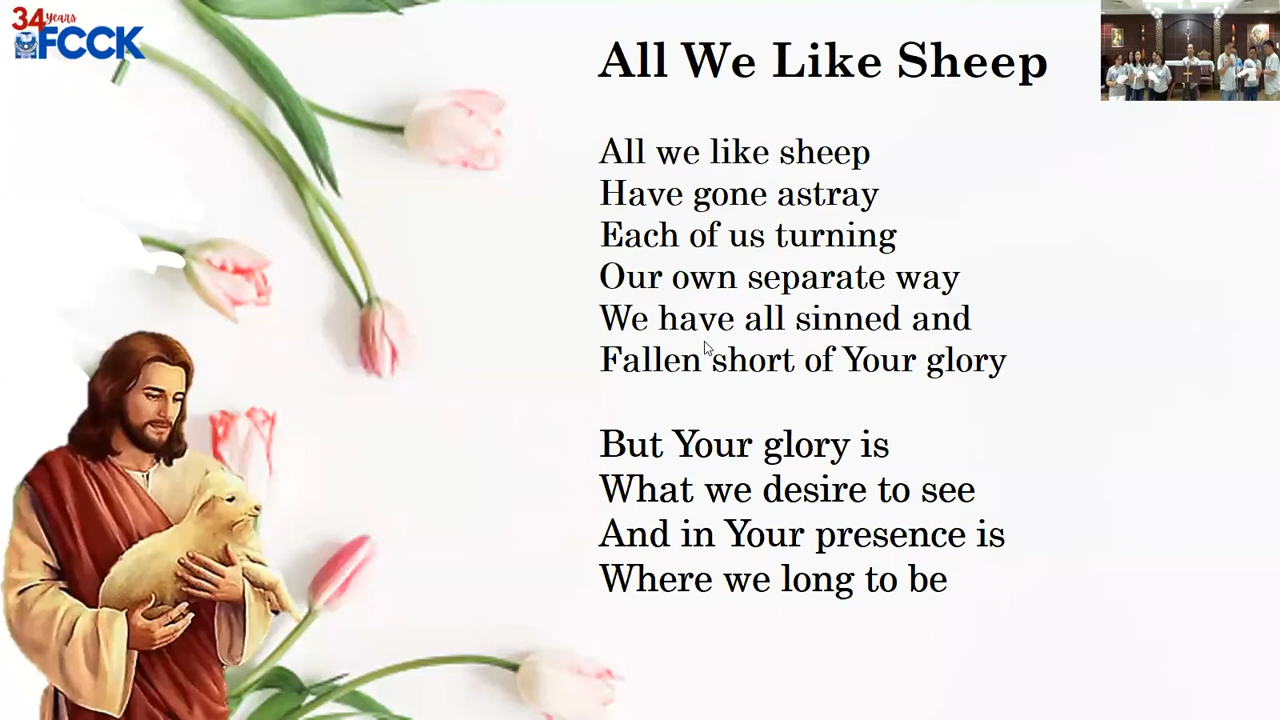 34 Years
FCCK
All We Like Sheep
All we like sheep
Have gone astray
Each of us turning
Our own separate way
We have all sinned and
Fallen short of Your glory
But Your glory is
What we desire to see
And in Your presence is
Where we long to be